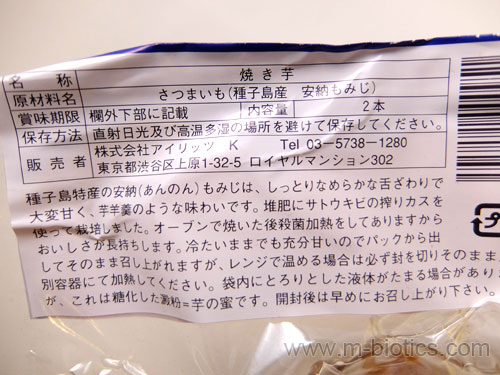 名 称 焼き芋
原材料名 さつまいも(種子島産 安納もみじ)
賞味期限 欄外下部に記載 内容量 2本
保存方法 直射日光及び高温多湿の場所を避けて保存してください。
販売者 株式会社アイリッツ K Tel 03-5738-1280
東京都渋谷区上原1-32-5 ロイヤルマンション302
種子島特産の安納(あんのん)もみじは、しっとりなめらかな舌ざわりで
大変甘く、芋羊羹のような味わいです。堆肥にサトウキビの搾りカスを
使って栽培しました。オーブンで焼いた後殺菌加熱をしてありますから
おいしさが長持ちします。冷たいままでも充分甘いのでパックから出
してそのまま召し上がれますが、レンジで温める場合は必ず封を切りそのまま
別容器にて加熱してください。袋内にとろりとした液体がたまる場合があり
が、これは糖化した澱粉=芋の蜜です。開封後は早めにお召し上がり下さい。
www.m-biotics.com